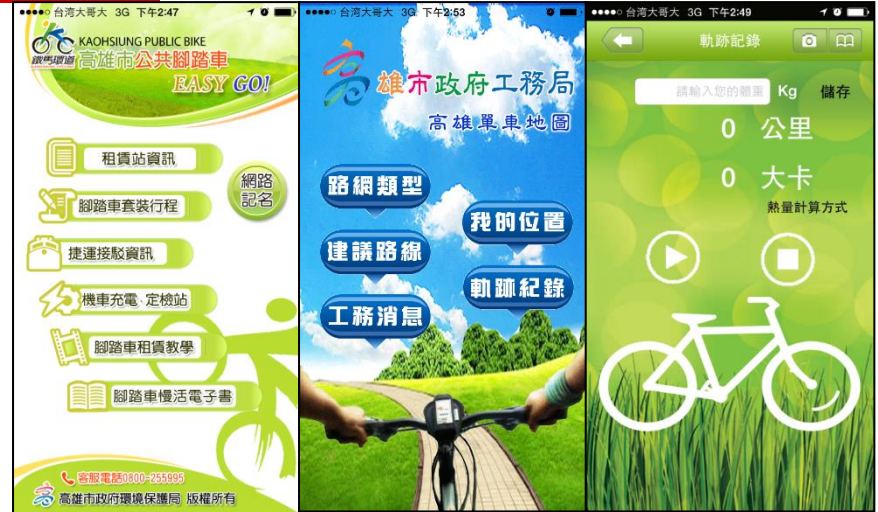 台湾大哥大 3G 下午2:47
KAOHSIUNG PUBLIC BIKE
鐵馬環道 高雄市公共腳踏車
EASY GO!
租賃站資訊
網路
記名
腳踏車套裝行程
捷運接駁資訊
機車充電、定檢站
腳踏車租賃教學
腳踏車慢活電子書
客服電話0800-255995
高雄市政府環境保護局 版權所有
台湾大哥大 3G 下午2:53
高雄市政府工務局
高雄單車地圖
路網類型
我的位置
建議路線
軌跡紀錄
工務消息
台湾大哥大 3G 下午2:49
軌跡記錄
請輸入您的體重 Kg 儲存
0 公里
0 大卡
熱量計算方式